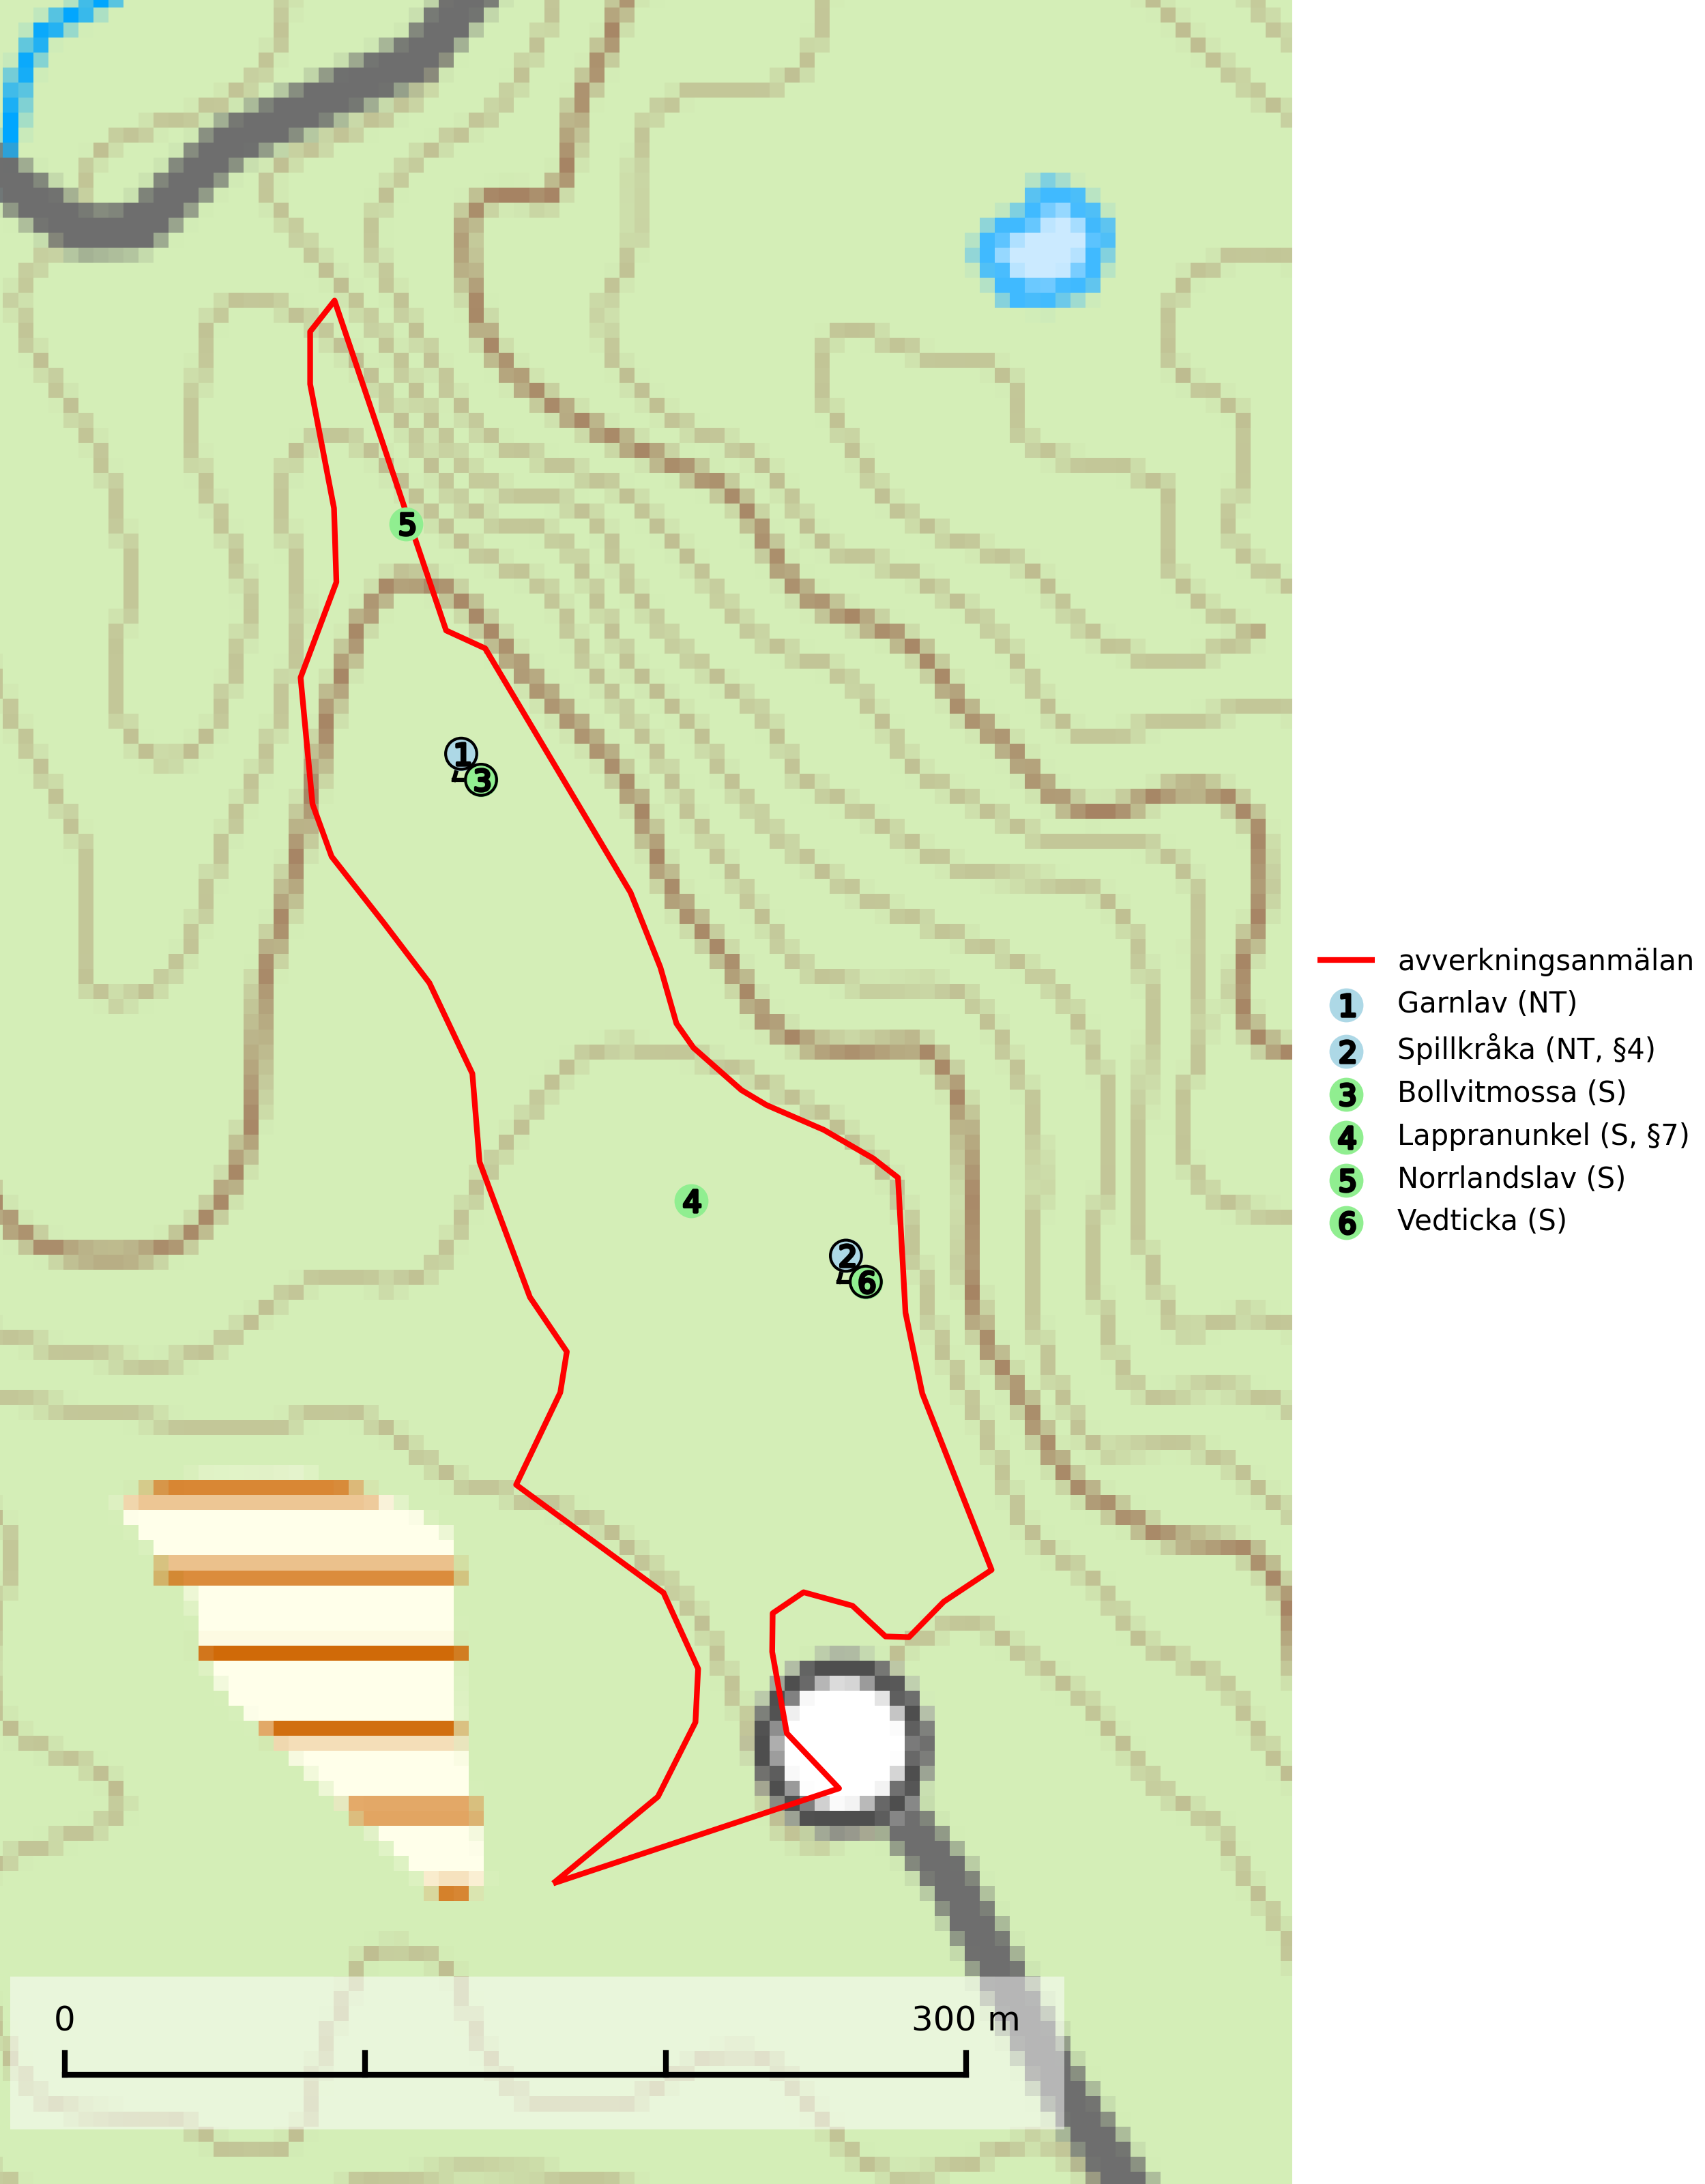 5
1
3
4
2
6
avverkningsanmälan
1 Garnlav (NT)
2 Spillkråka (NT, §4)
3 Bollvitmossa (S)
4 Lappranunkel (S, §7)
5 Norrlandslav (S)
6 Vedticka (S)
0 300 m